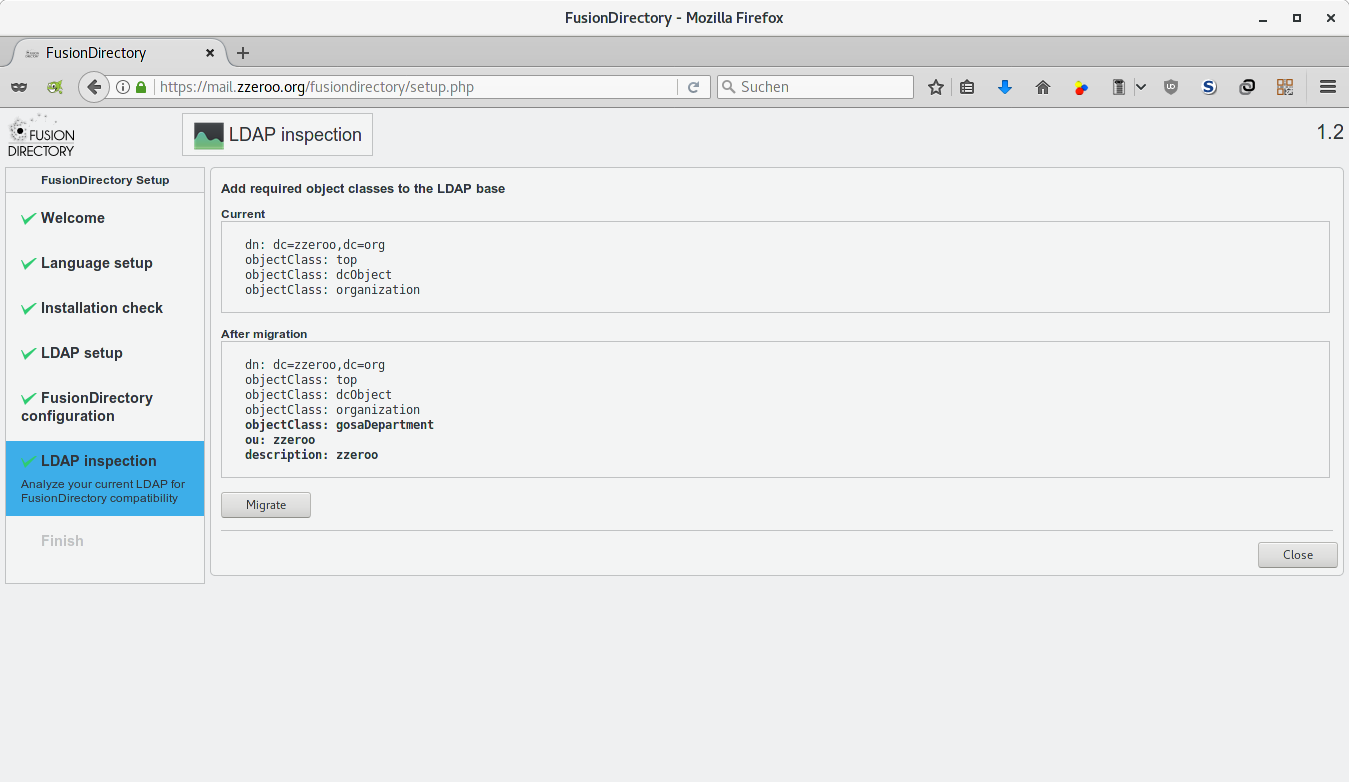 FusionDirectory - Mozilla Firefox
FusionDirectory
https://mail.zzeroo.org/fusiondirectory/setup.php
Suchen
FUSION
DIRECTORY
LDAP inspection
1.2
FusionDirectory Setup
Welcome
Language setup
Installation check
LDAP setup
FusionDirectory
configuration
LDAP inspection
Analyze your current LDAP for
FusionDirectory compatibility
Finish
Add required object classes to the LDAP base
Current
dn: dc=zzeroo,dc=org
objectClass: top
objectClass: dcObject
objectClass: organization
After migration
dn: dc=zzeroo,dc=org
objectClass: top
objectClass: dcObject
objectClass: organization
objectClass: gosaDepartment
ou: zzeroo
description: zzeroo
Migrate
Close